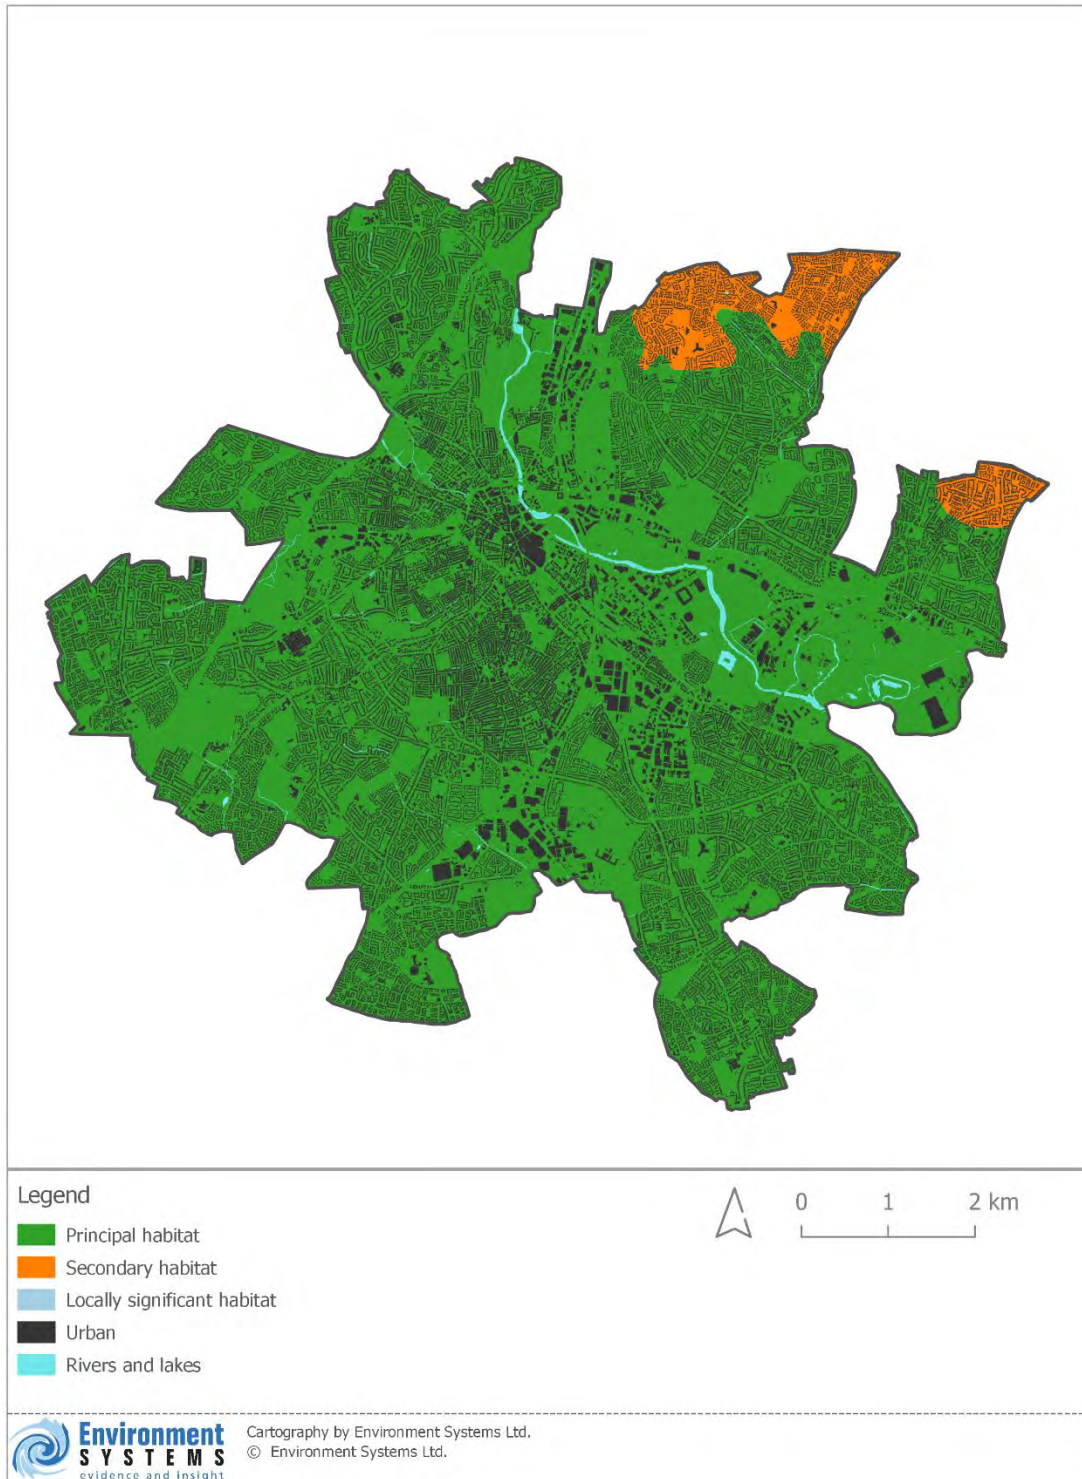 Legend
Principal habitat
Secondary habitat
Locally significant habitat
Urban
Rivers and lakes
0 1 2 km
Environment
SYSTEMS
evidence and insight
Cartography by Environment Systems Ltd.
© Environment Systems Ltd.